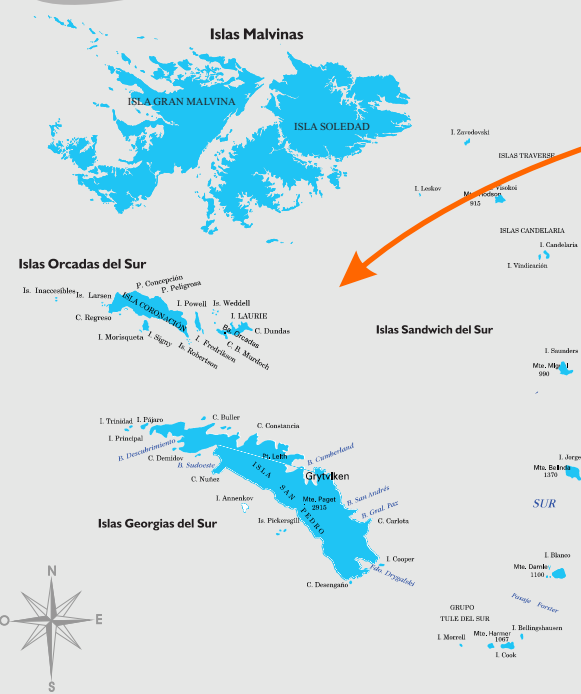 Islas Malvinas
ISLA GRAN MALVINA
ISLA SOLEDAD
I. Zavodovski
ISLAS TRAVERSE
I. Leskov
Visokoi
915
ISLAS CANDELARIA
I. Candelaria
I. Vindicación
Islas Orcadas del Sur
P. Concepción
P. Peligrosa
Is. Inaccesibles
Is. Larsen
ISLA CORONACIÓN
I. Powell
Is. Weddell
I. LAURIE
C. Regreso
Ba. Orcadas
C. Dundas
I. Morisqueta
I. Signy
Is. Robertson
I. Fredriksen
C. B. Murdoch
Islas Sandwich del Sur
I. Saunders
990
I. Trinidad
I. Pájaro
C. Buller
C. Constancia
I. Principal
B. Descubrimiento
C. Demidov
B. Sudoeste
Pt. Leith
B. Cumberland
C. Nuñez
ISLA SAN PEDRO
Grytviken
I. Annenkov
Mte. Paget
2915
B. San Andrés
B. Gral. Paz
C. Carlota
Islas Georgias del Sur
Is. Pickersgill
I. Cooper
Fdo. Drygalski
C. Desengaño
I. Jorge
Mte. Belinda
1370
SUR
I. Blanco
Mte. Darnley
1100
Pasaje Forster
GRUPO
TULE DEL SUR
I. Morrell
Mte. Harmer
1067
I. Bellingshausen
I. Cook
N
O
E
S